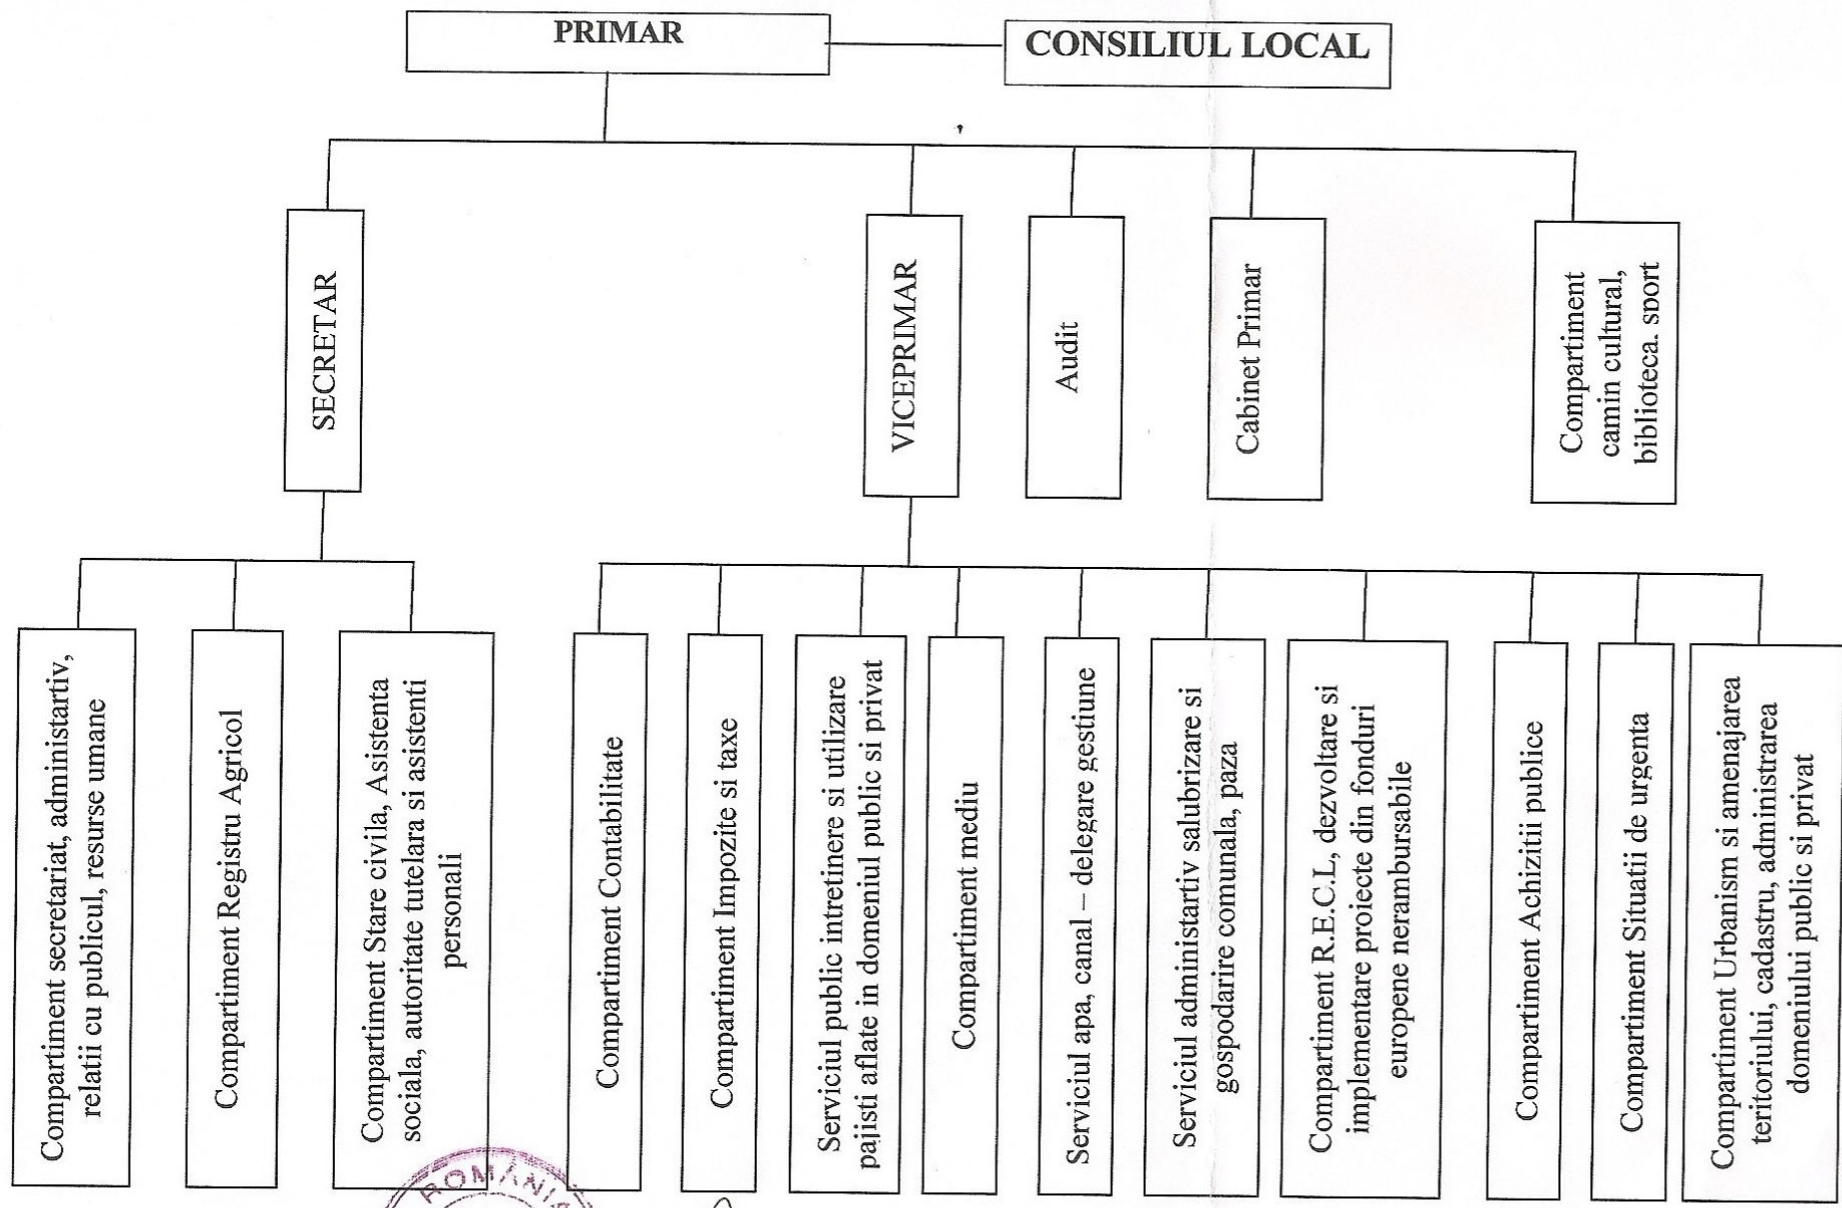 PRIMAR
CONSILIUL LOCAL
SECRETAR
VICEPRIMAR
Audit
Cabinet Primar
Compartiment
camin cultural,
biblioteca. sport
Compartiment secretariat, administartiv,
relatii cu publicul, resurse umane
Compartiment Registru Agricol
Compartiment Stare civila, Asistenta
sociala, autoritate tutelara si asistenti
personali
Compartiment Contabilitate
Compartiment Impozite si taxe
Serviciul public intretinere si utilizare
pajisti aflate in domeniul public si privat
Compartiment mediu
Serviciul apa, canal – delegare gestiune
Serviciul administartiv salubrizare si
gospodarire comunala, paza
Compartiment R.E.C.L, dezvoltare si
implementare proiecte din fonduri
europene nerambursabile
Compartiment Achizitii publice
Compartiment Situatii de urgenta
Compartiment Urbanism si amenajarea
teritoriului, cadastru, administrarea
domeniului public si privat